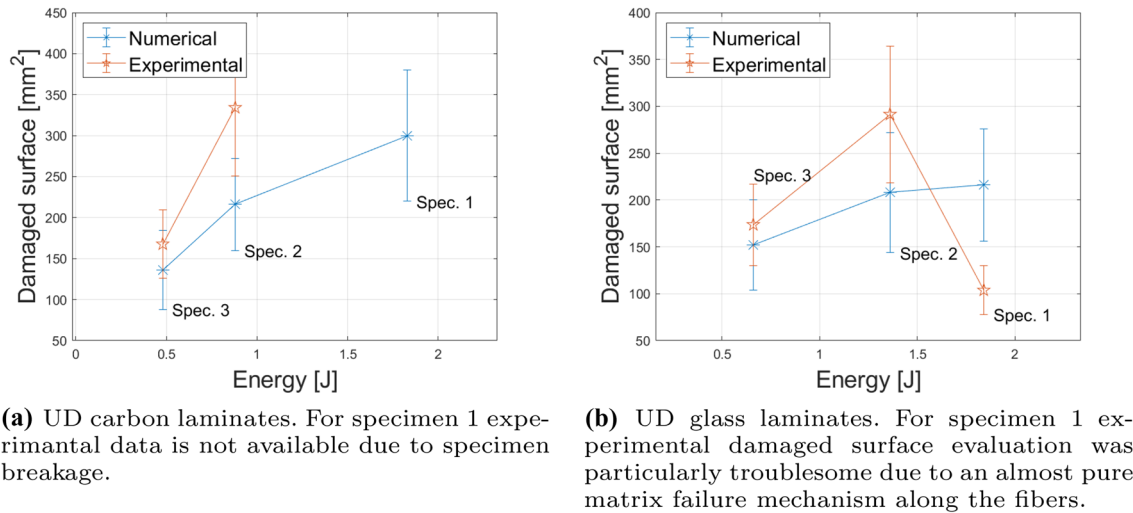 450
400
350
300
250
200
150
100
50
0
0.5
1
1.5
2
Damaged surface [mm²]
Energy [J]
Numerical
Experimental
Spec. 1
Spec. 2
Spec. 3
(a) UD carbon laminates. For specimen 1 expe-
rimantal data is not available due to specimen
breakage.
400
350
300
250
200
150
100
50
0.5
1
1.5
2
Damaged surface [mm²]
Energy [J]
Numerical
Experimental
Spec. 3
Spec. 2
Spec. 1
(b) UD glass laminates. For specimen 1 ex-
perimental damaged surface evaluation was
particularly troublesome due to an almost pure
matrix failure mechanism along the fibers.